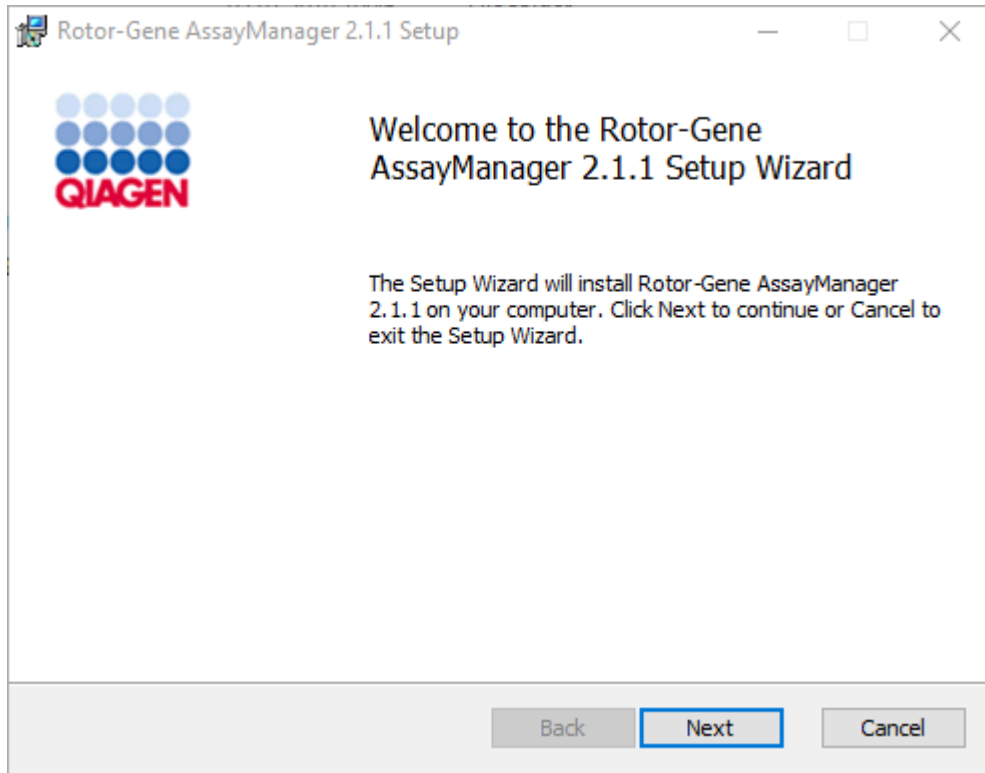 Rotor-Gene AssayManager 2.1.1 Setup
QIAGEN
Welcome to the Rotor-Gene
AssayManager 2.1.1 Setup Wizard
The Setup Wizard will install Rotor-Gene AssayManager
2.1.1 on your computer. Click Next to continue or Cancel to
exit the Setup Wizard.
Back
Next
Cancel